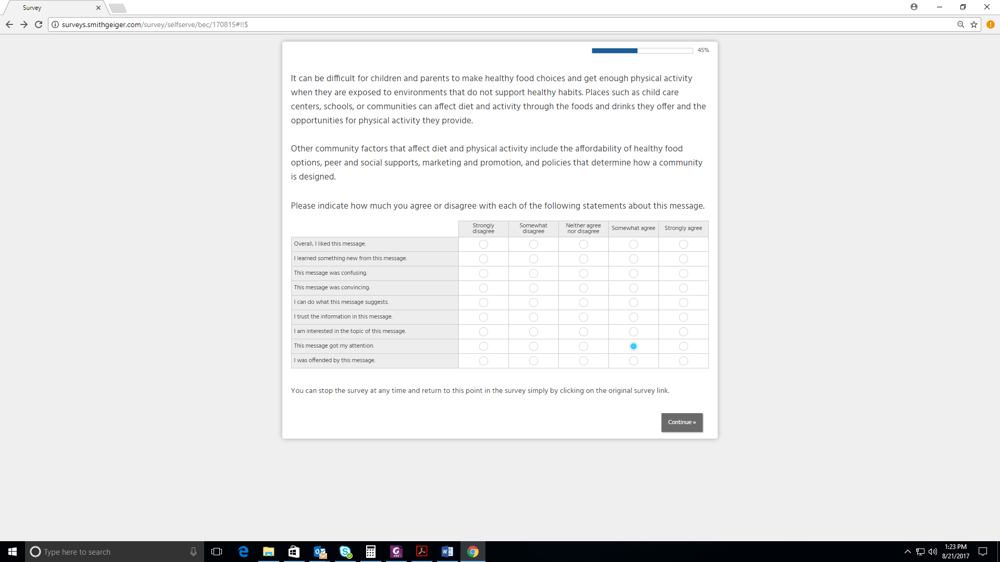 Survey
surveys.smithgeiger.com/survey/selfserve/bec/170815#!!$
45%
It can be difficult for children and parents to make healthy food choices and get enough physical activity
when they are exposed to environments that do not support healthy habits. Places such as child care
centers, schools, or communities can affect diet and activity through the foods and drinks they offer and the
opportunities for physical activity they provide.
Other community factors that affect diet and physical activity include the affordability of healthy food
options, peer and social supports, marketing and promotion, and policies that determine how a community
is designed.
Please indicate how much you agree or disagree with each of the following statements about this message.
Strongly disagree Somewhat disagree Neither agree nor disagree Somewhat agree Strongly agree
Overall, I liked this message.
I learned something new from this message.
This message was confusing.
This message was convincing.
I can do what this message suggests.
I trust the information in this message.
I am interested in the topic of this message.
This message got my attention.
I was offended by this message.
You can stop the survey at any time and return to this point in the survey simply by clicking on the original survey link.
Continue »
Type here to search
1:23 PM
8/21/2017